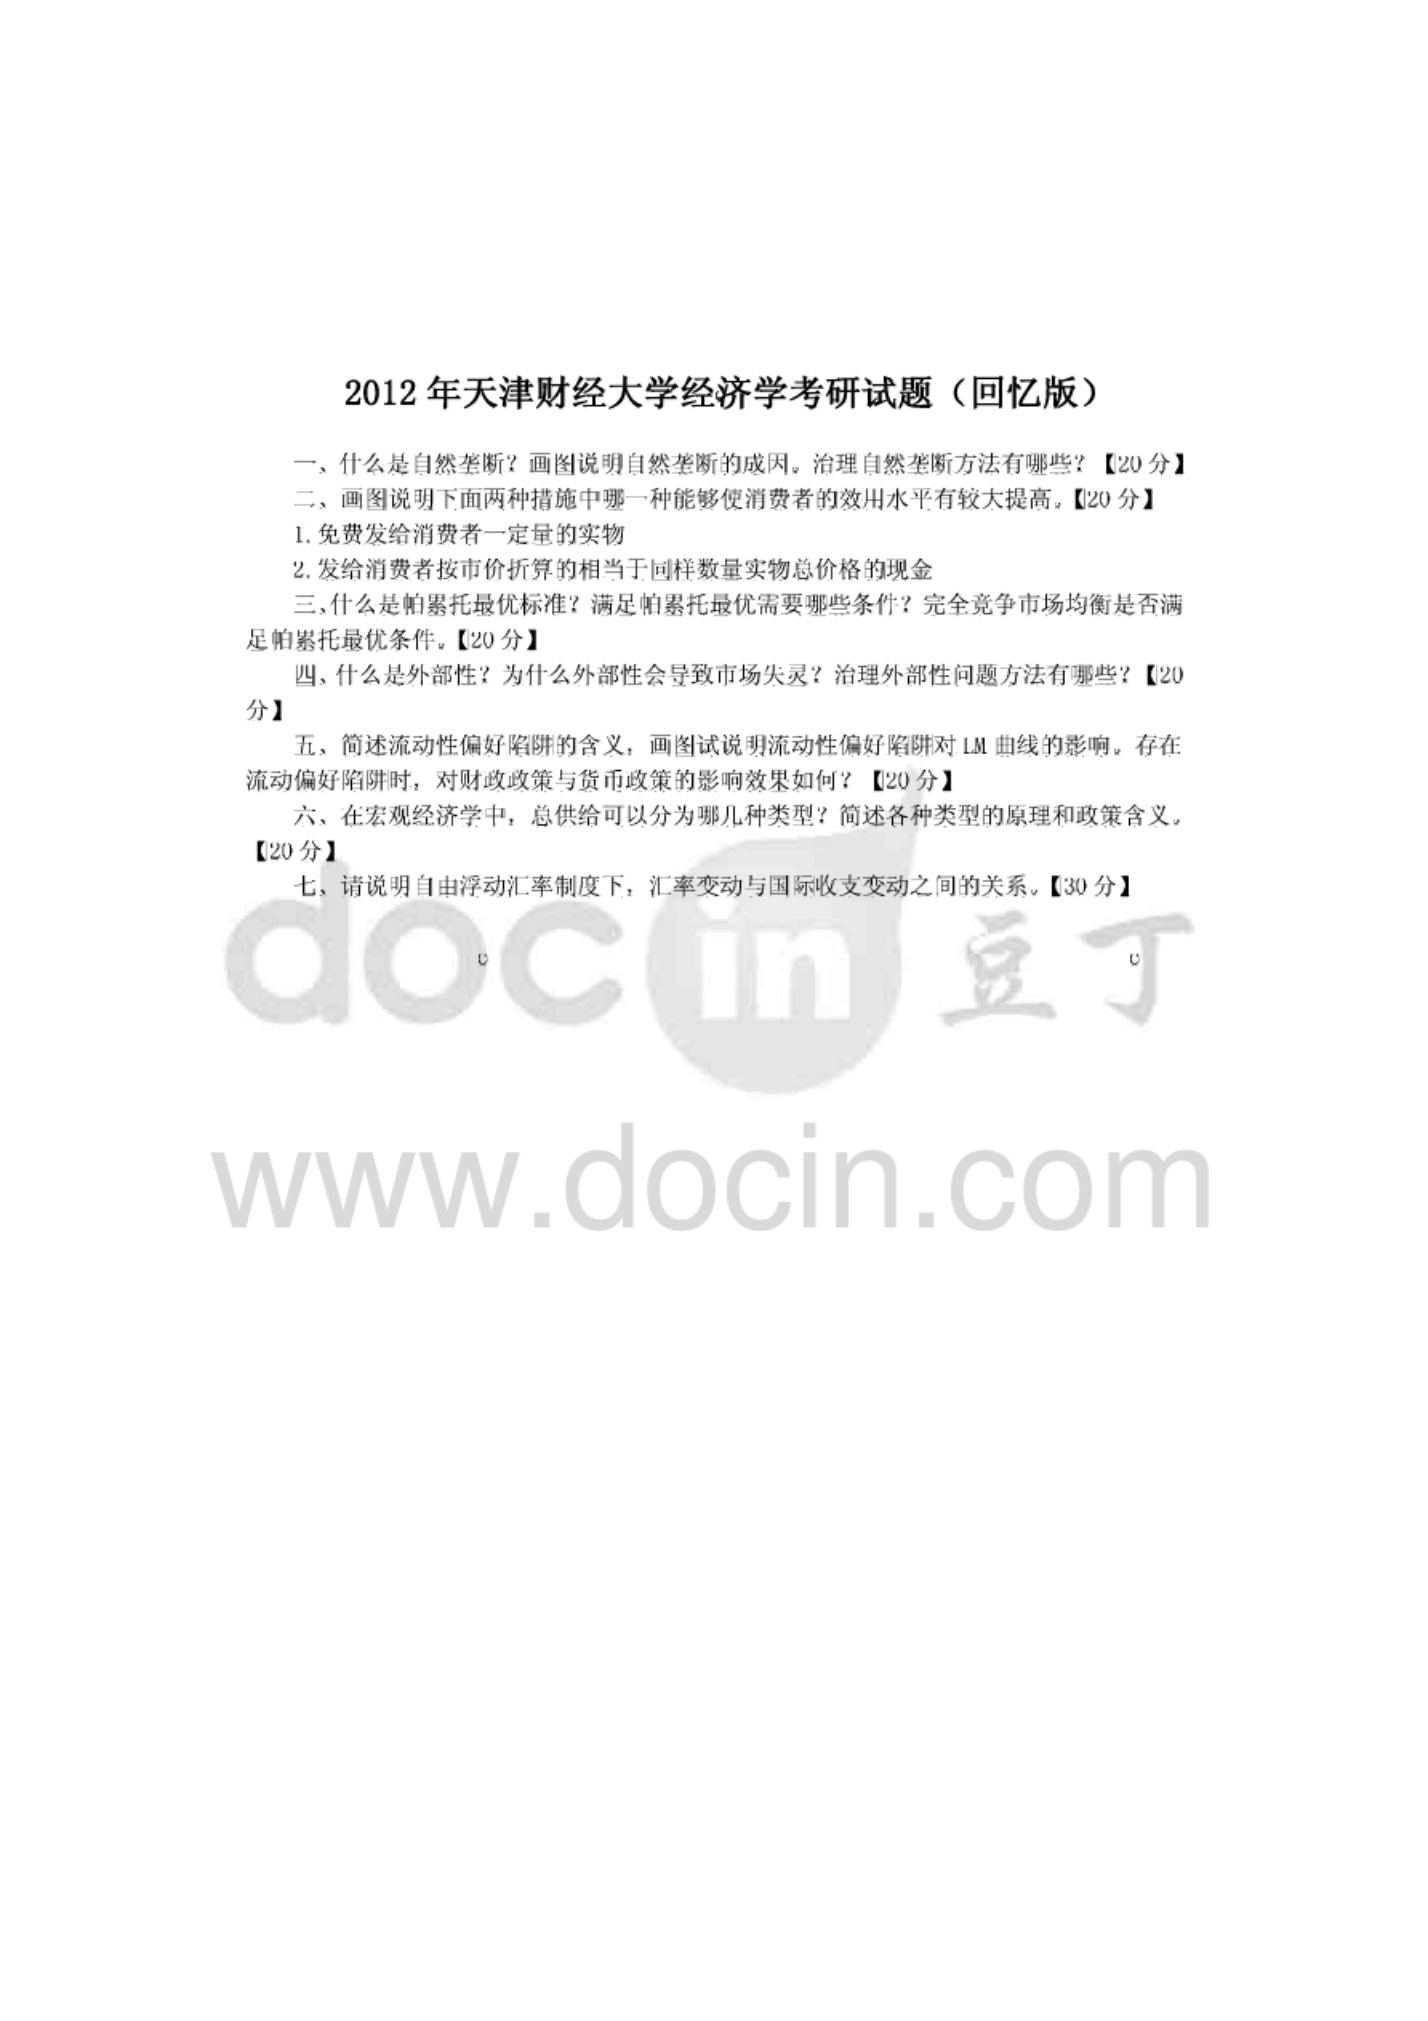 2012年天津财经大学经济学考研试题（回忆版）
一、什么是自然垄断？画图说明自然垄断的成因。治理自然垄断方法有哪些？【20分】
二、画图说明下面两种措施中哪一种能够使消费者的效用水平有较大提高。【20分】
1.免费发给消费者一定量的实物
2.发给消费者按市价折算的相当于同样数量实物总价格的现金
三、什么是帕累托最优标准？满足帕累托最优需要哪些条件？完全竞争市场均衡是否满
足帕累托最优条件。【20分】
四、什么是外部性？为什么外部性会导致市场失灵？治理外部性问题方法有哪些？【20
分】
五、简述流动性偏好陷阱的含义，画图试说明流动性偏好陷阱对LM曲线的影响。存在
流动偏好陷阱时，对财政政策与货币政策的影响效果如何？【20分】
六、在宏观经济学中，总供给可以分为哪几种类型？简述各种类型的原理和政策含义。
【20分】
七、请说明自由浮动汇率制度下，汇率变动与国际收支变动之间的关系。【30分】
docin 豆丁
www.docin.com